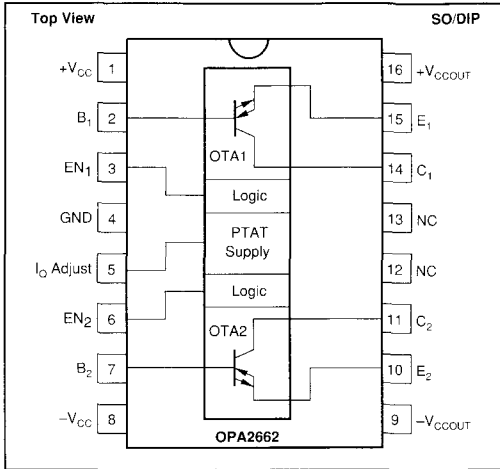 Top View SO/DIP
+VCC 1 16 +VCCOUT
B1 2 15 E1
OTA1
EN1 3 14 C1
Logic
GND 4 13 NC
PTAT
Supply
IQ Adjust 5 12 NC
Logic
EN2 6 11 C2
OTA2
B2 7 10 E2
–VCC 8 9 –VCCOUT
OPA2662